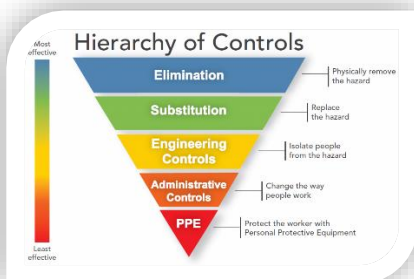 Hierarchy of Controls
Most
effective
Elimination
Physically remove
the hazard
Substitution
Replace
the hazard
Engineering
Controls
Isolate people
from the hazard
Administrative
Controls
Change the way
people work
PPE
Protect the worker with
Personal Protective Equipment
Least
effective